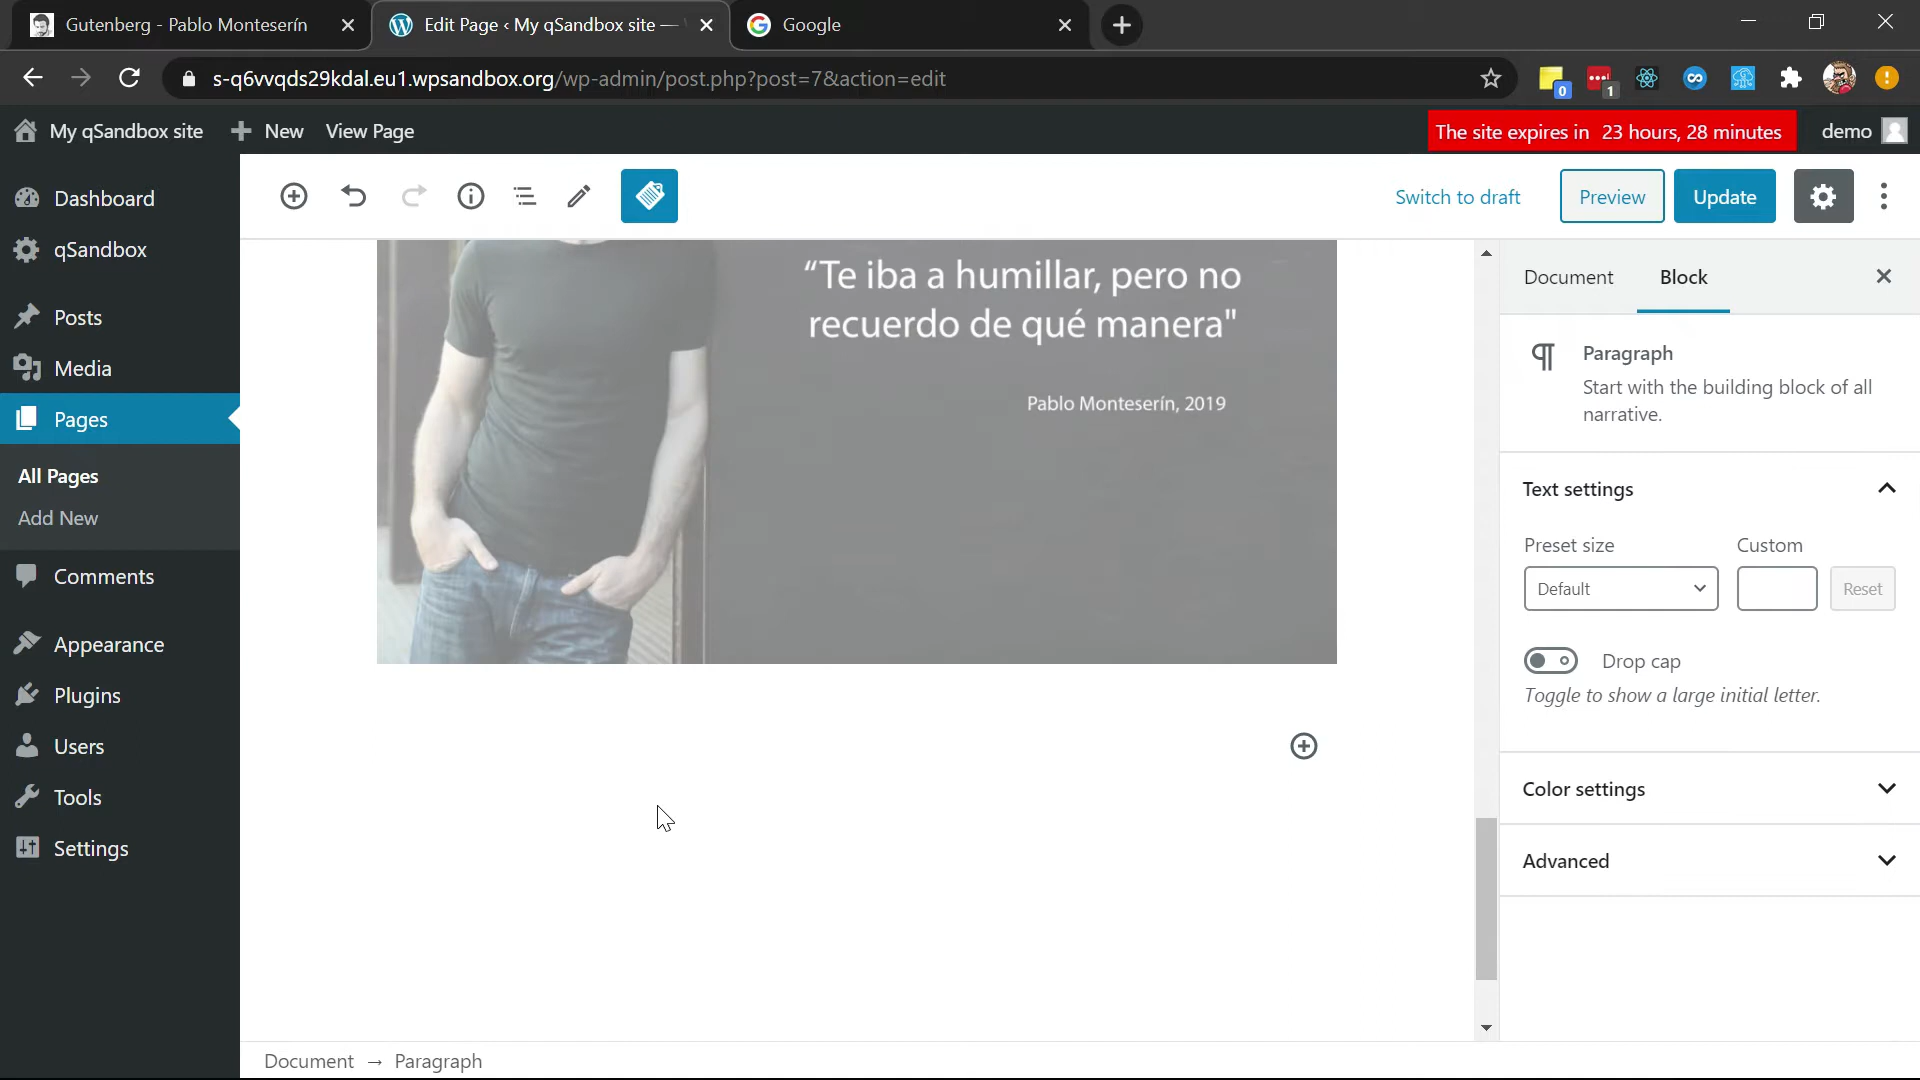 Gutenberg - Pablo Monteserín
Edit Page ‹ My qSandbox site —
Google
s-q6vvqds29kdal.eu1.wpsandbox.org/wp-admin/post.php?post=7&action=edit
0
1
My qSandbox site
New
View Page
The site expires in 23 hours, 28 minutes
demo
Dashboard
qSandbox
Posts
Media
Pages
All Pages
Add New
Comments
Appearance
Plugins
Users
Tools
Settings
Switch to draft
Preview
Update
“Te iba a humillar, pero no
recuerdo de qué manera"
Pablo Monteserín, 2019
Document
Block
Paragraph
Start with the building block of all
narrative.
Text settings
Preset size
Custom
Default
Reset
Drop cap
Toggle to show a large initial letter.
Color settings
Advanced
Document → Paragraph